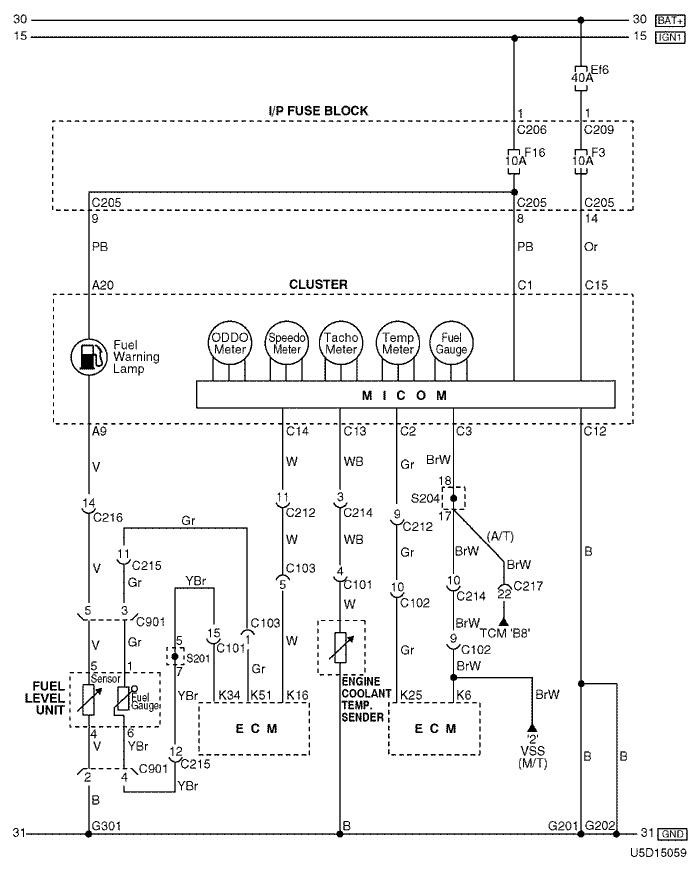 30 30 BAT+
15 15 IGN1
Ef6
40A
I/P FUSE BLOCK
1 1
C206 C209
F16 F3
10A 10A
C205 C205 C205
9 8 14
PB PB Or
A20 CLUSTER C1 C15
ODDO Meter
Speedo Meter
Tacho Meter
Temp Meter
Fuel Gauge
Fuel
Warning
Lamp
M I C O M
A9 C14 C13 C2 C3 C12
V W WB Gr BrW
18
S204
17
14 11 3 9
C216 C212 C214 C212
Gr
(A/T)
11
C215
V Gr W WB Gr BrW BrW B
YBr
C103
5
4
C101
10
C102
10
C214
C217
22
TCM 'B8'
5 3 C901
15
C101
C103
1
W
BrW
9
C102
BrW
V Gr
5
S201
7
Gr W Gr
5 1
FUEL
LEVEL
UNIT
Sensor
Fuel
Gauge
YBr
K34 K51 K16
E C M
ENGINE
COOLANT
TEMP.
SENDER
K25 K6
E C M
BrW
'2'
VSS
(M/T)
4 6
V YBr
12
C215
2 4 C901
B YBr
B B
31 G301 B G201 G202 31 GND
U5D15059